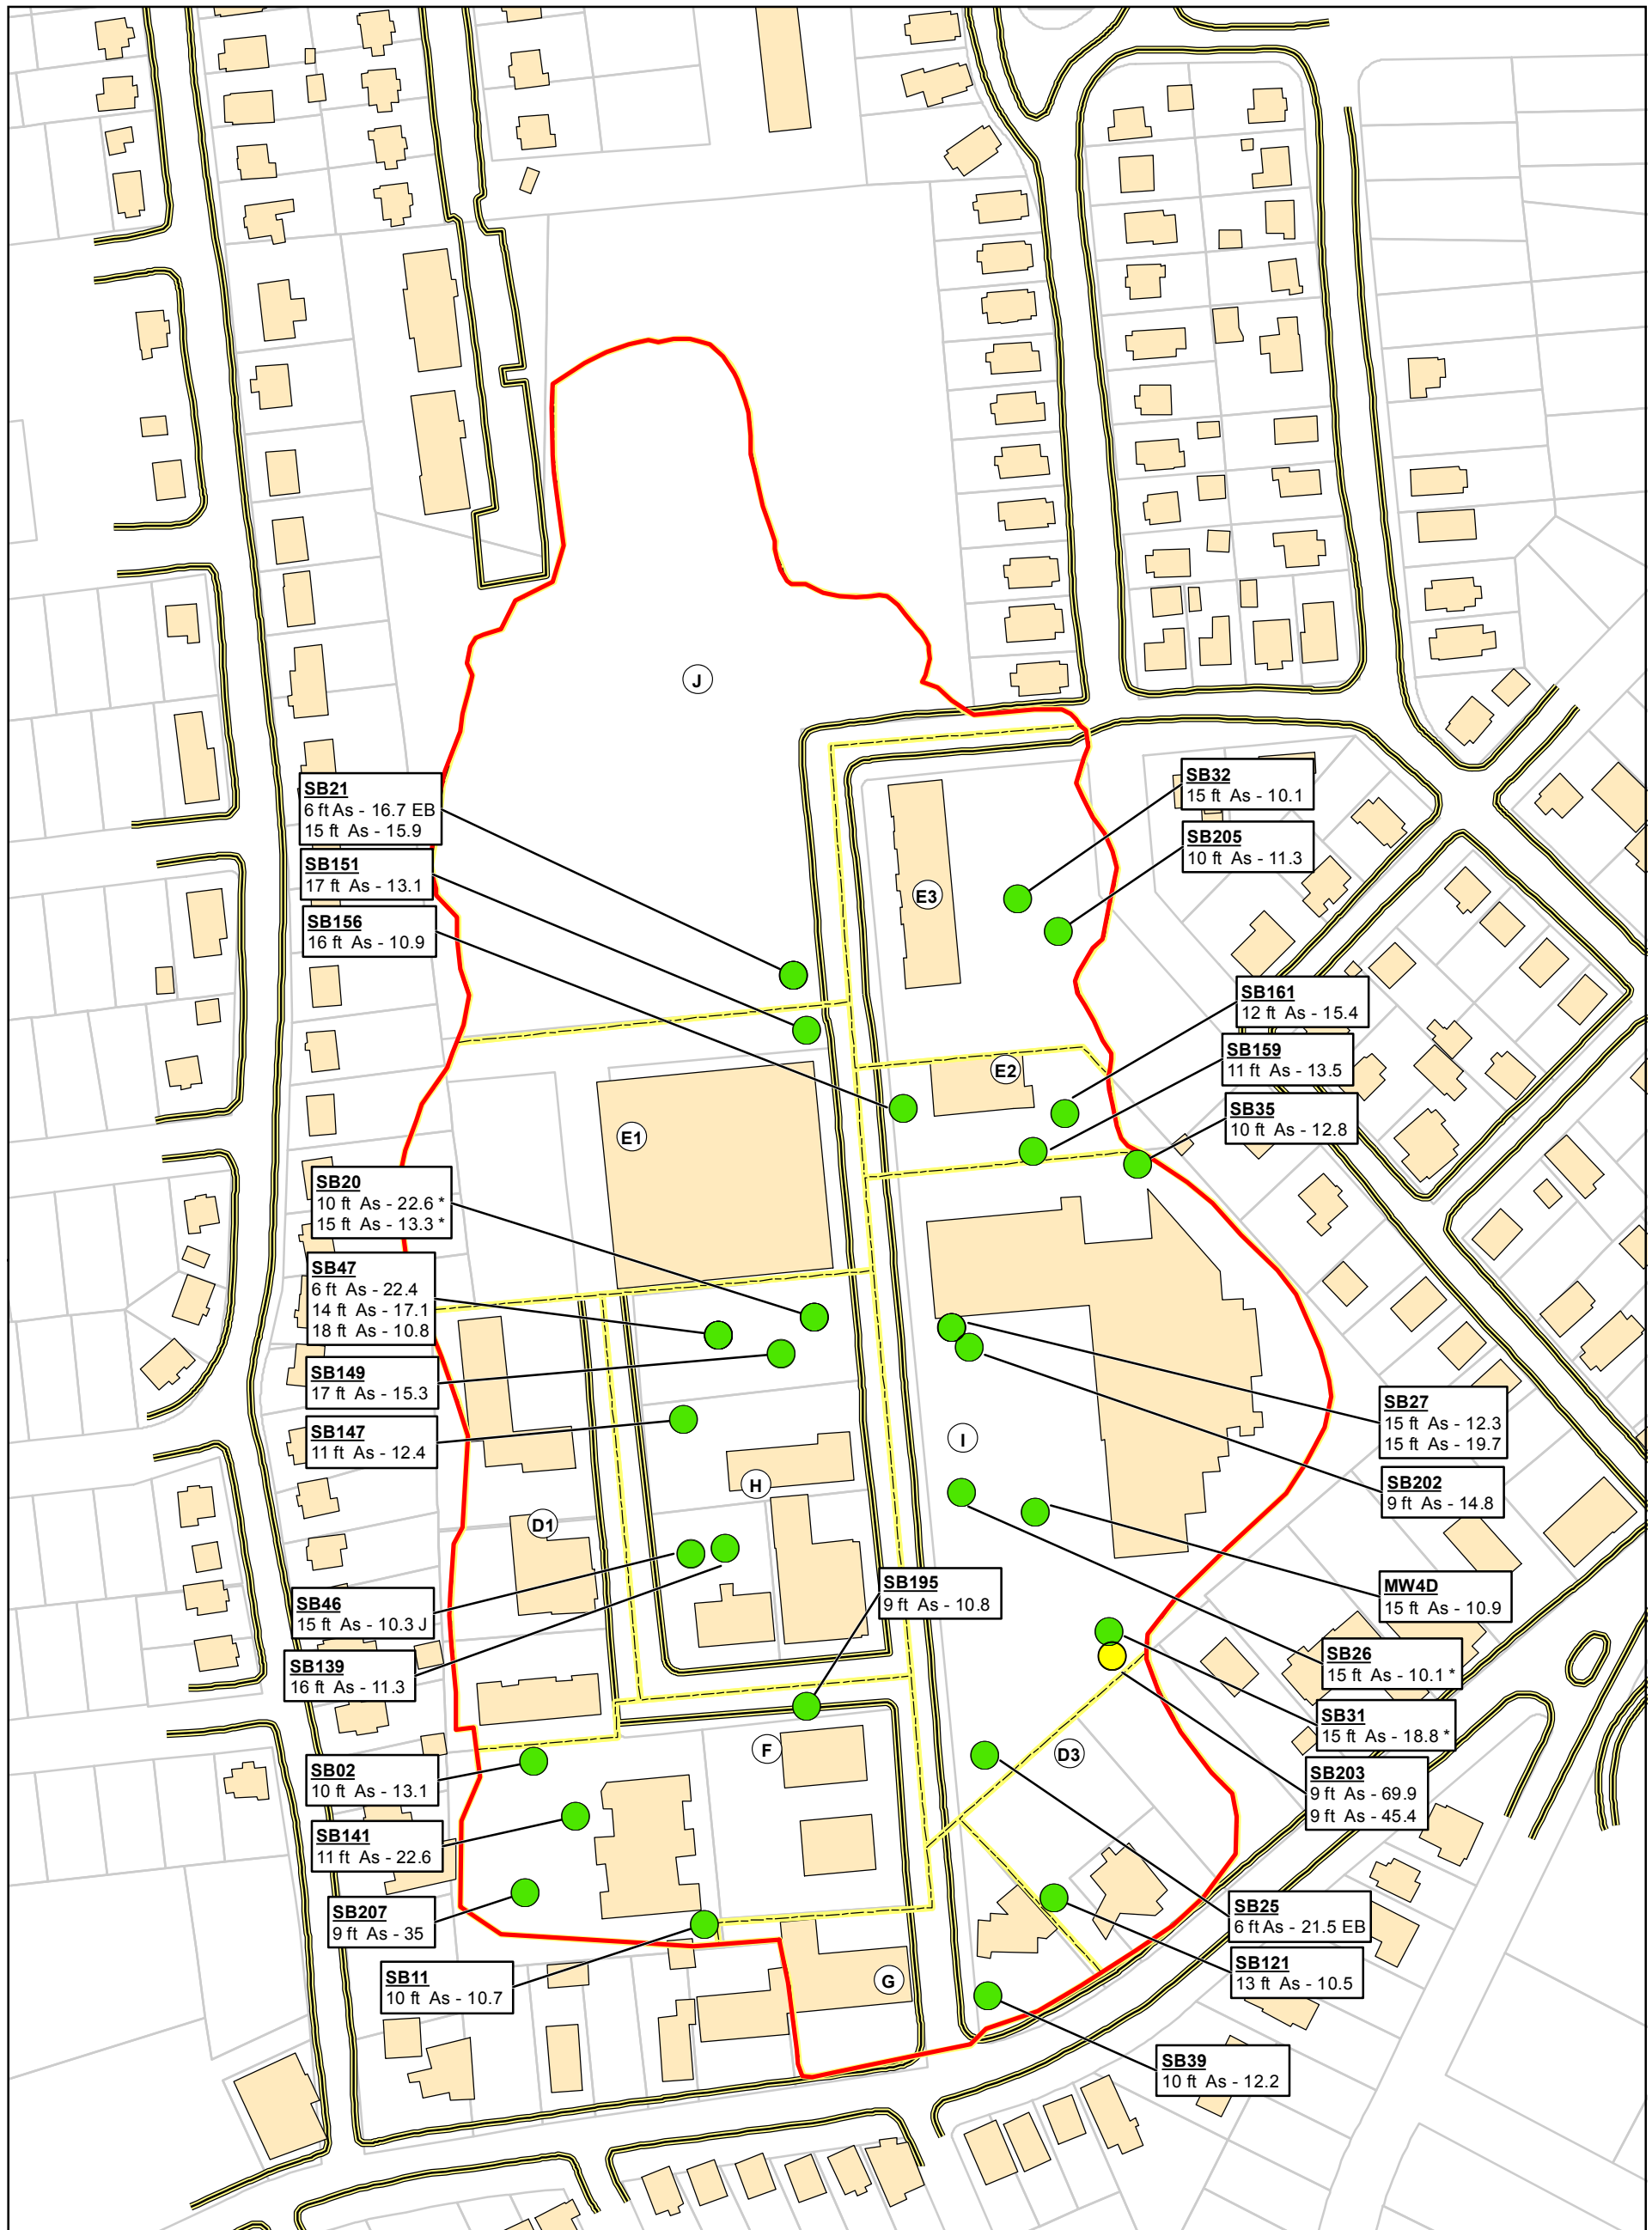 J
SB21
6 ft As - 16.7 EB
15 ft As - 15.9
SB151
17 ft As - 13.1
SB156
16 ft As - 10.9
SB32
15 ft As - 10.1
SB205
10 ft As - 11.3
E3
SB161
12 ft As - 15.4
SB159
11 ft As - 13.5
SB35
10 ft As - 12.8
E2
E1
SB20
10 ft As - 22.6 *
15 ft As - 13.3 *
SB47
6 ft As - 22.4
14 ft As - 17.1
18 ft As - 10.8
SB149
17 ft As - 15.3
SB147
11 ft As - 12.4
SB27
15 ft As - 12.3
15 ft As - 19.7
I
SB202
9 ft As - 14.8
H
D1
SB195
9 ft As - 10.8
MW4D
15 ft As - 10.9
SB46
15 ft As - 10.3 J
SB139
16 ft As - 11.3
SB26
15 ft As - 10.1 *
SB31
15 ft As - 18.8 *
F
D3
SB02
10 ft As - 13.1
SB203
9 ft As - 69.9
9 ft As - 45.4
SB141
11 ft As - 22.6
SB207
9 ft As - 35
SB25
6 ft As - 21.5 EB
SB121
13 ft As - 10.5
SB11
10 ft As - 10.7
G
SB39
10 ft As - 12.2